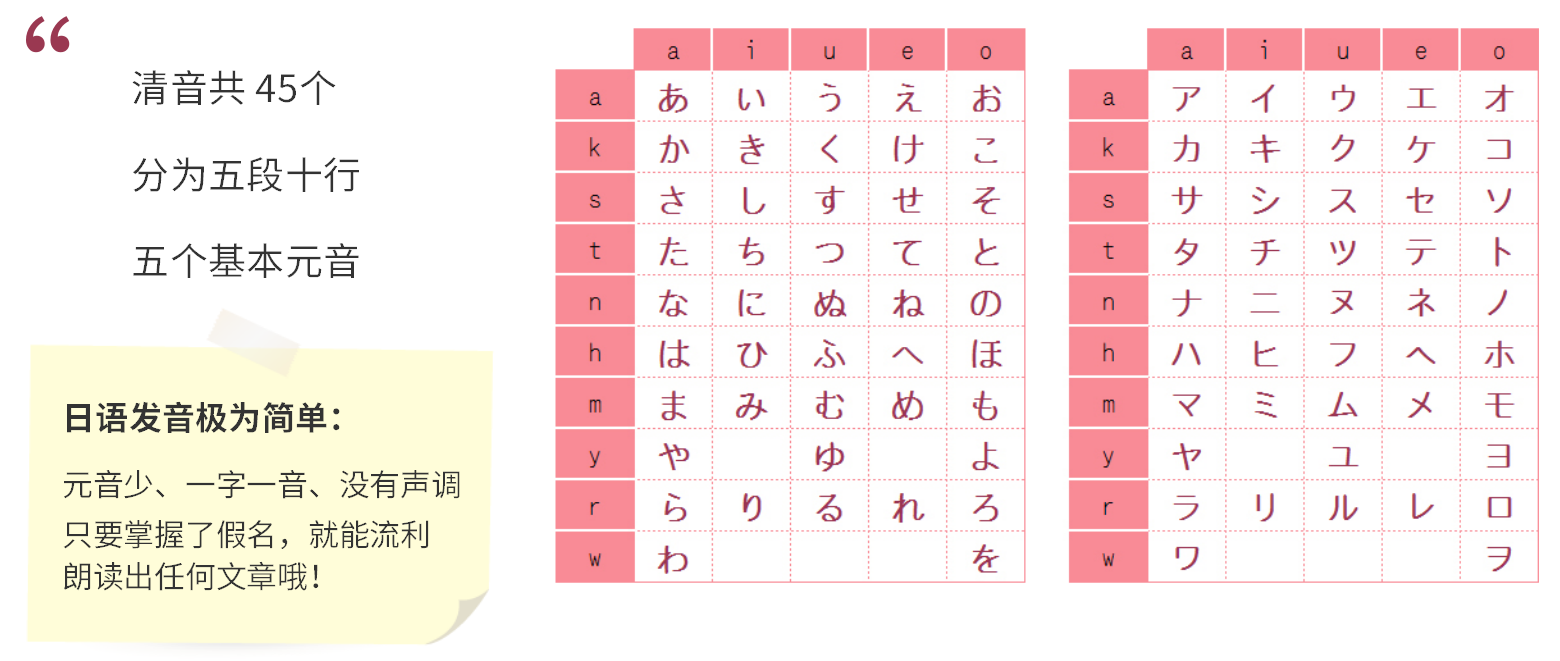 “
清音共 45个
分为五段十行
五个基本元音
日语发音极为简单：
元音少、一字一音、没有声调
只要掌握了假名，就能流利
朗读出任何文章哦！
a i u e o
a あ い う え お
k か き く け こ
s さ し す せ そ
t た ち つ て と
n な に ぬ ね の
h は ひ ふ へ ほ
m ま み む め も
y や ゆ よ
r ら り る れ ろ
w わ を
a i u e o
a ア イ ウ エ オ
k カ キ ク ケ コ
s サ シ ス セ ソ
t タ チ ツ テ ト
n ナ ニ ヌ ネ ノ
h ハ ヒ フ ヘ ホ
m マ ミ ム メ モ
y ヤ ユ ヨ
r ラ リ ル レ ロ
w ワ ヲ